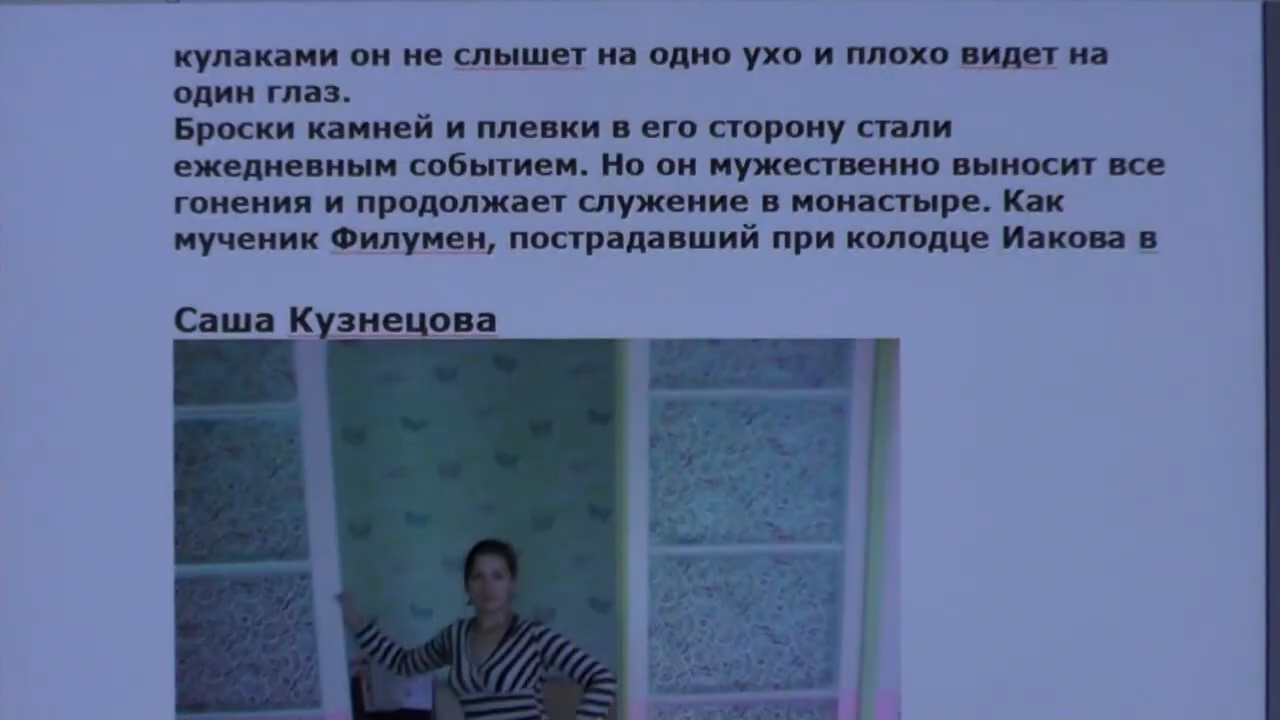 кулаками он не слышет на одно ухо и плохо видет на
один глаз.
Броски камней и плевки в его сторону стали
ежедневным событием. Но он мужественно выносит все
гонения и продолжает служение в монастыре. Как
мученик Филумен, пострадавший при колодце Иакова в
Саша Кузнецова